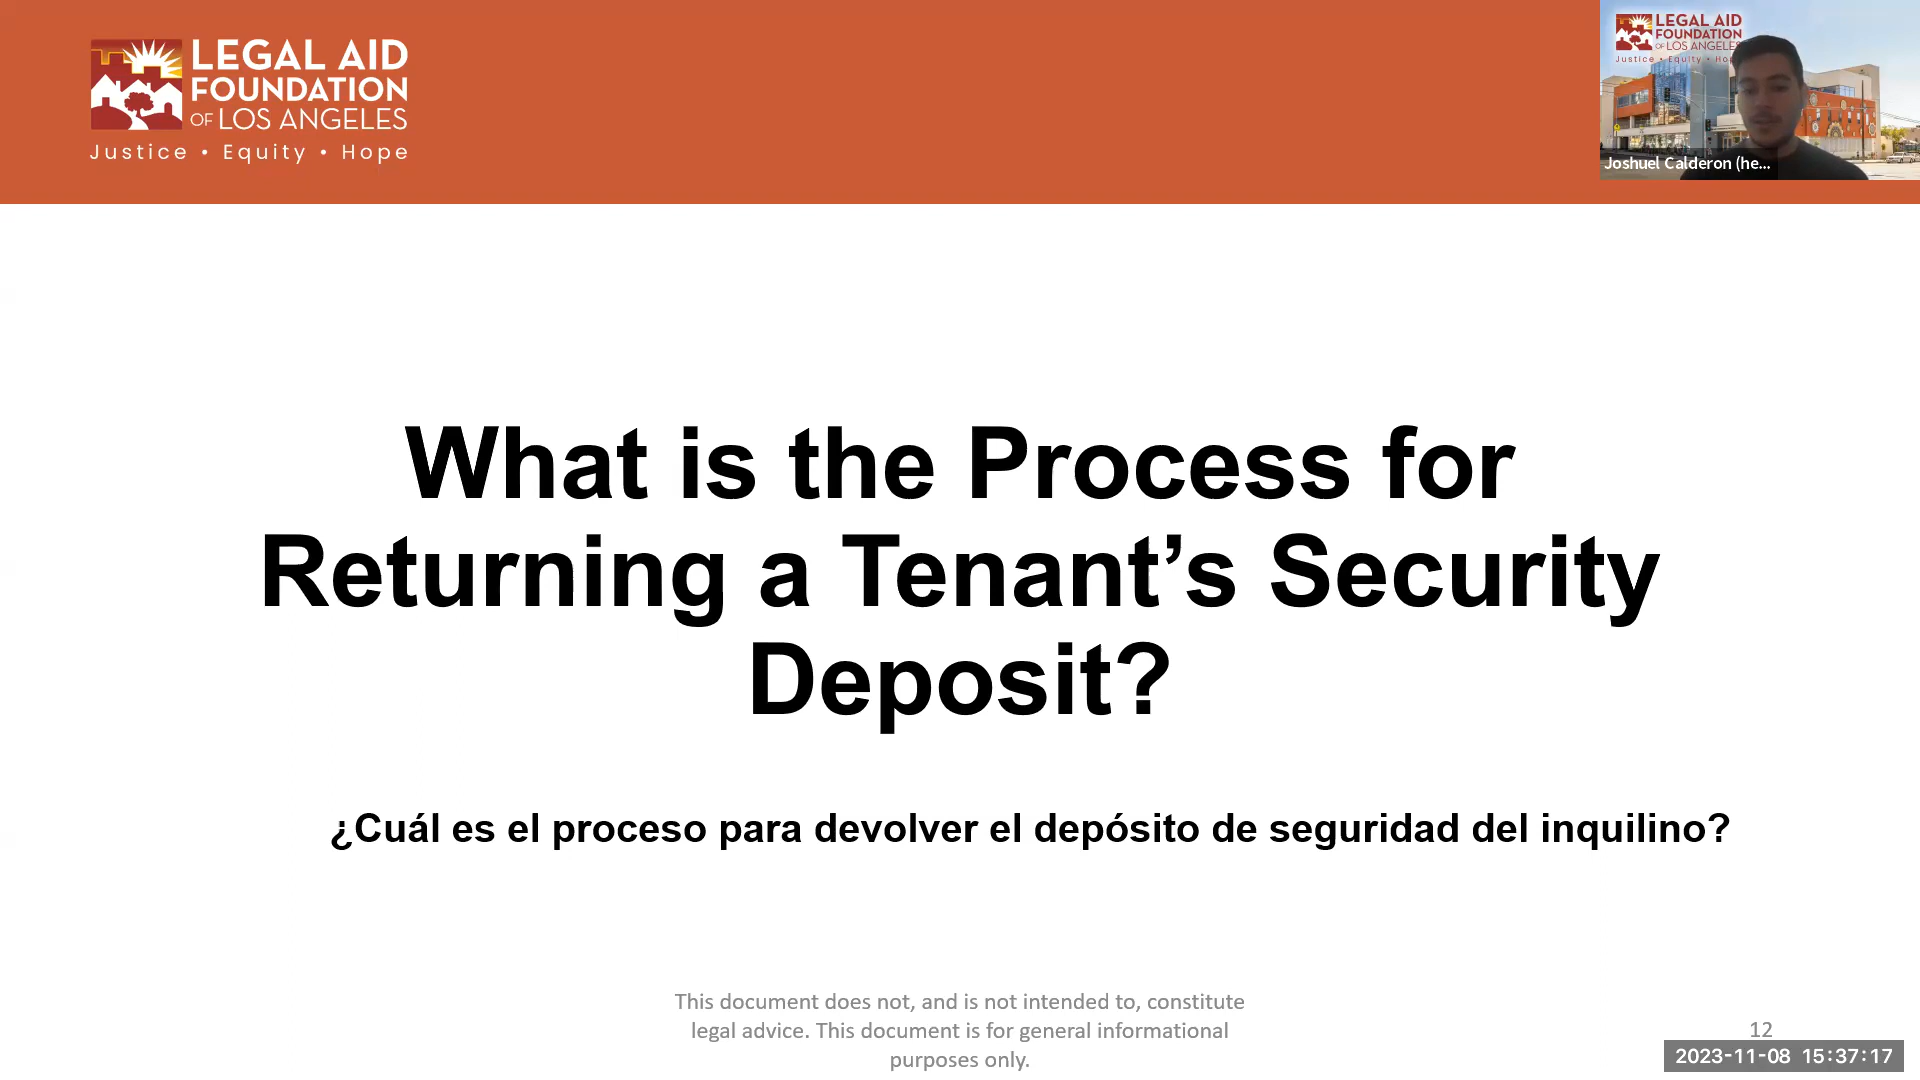 LEGAL AID
FOUNDATION
OF LOS ANGELES
Justice • Equity • Hope
LEGAL AID
FOUNDATION
OF LOS ANGELES
Justice • Equity • Ho
Joshuel Calderon (he...
What is the Process for
Returning a Tenant’s Security
Deposit?
¿Cuál es el proceso para devolver el depósito de seguridad del inquilino?
This document does not, and is not intended to, constitute
legal advice. This document is for general informational
purposes only.
12
2023-11-08 15:37:17